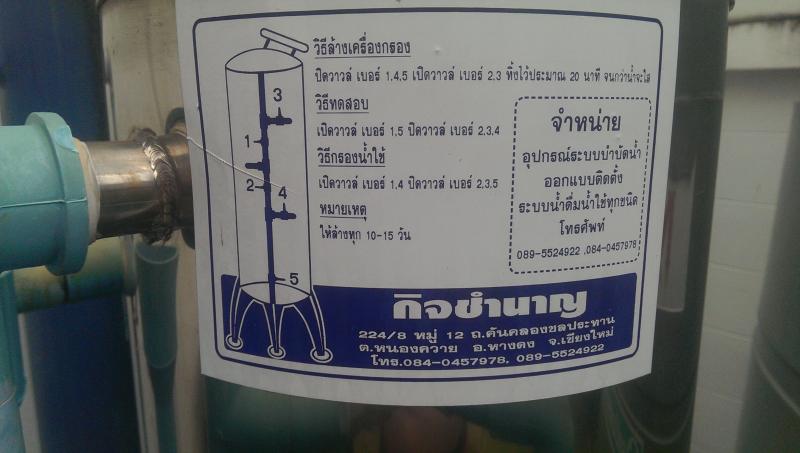 วิธีล้างเครื่องกรอง
ปิดวาวล์ เบอร์ 1.4,5 เปิดวาวล์ เบอร์ 2.3 ทิ้งไว้ประมาณ 20 นาที จนกว่าน้ำจะใส
วิธีทดสอบ
เปิดวาวล์ เบอร์ 1.5 ปิดวาวล์ เบอร์ 2,3,4
วิธีกรองน้ำใช้
เปิดวาวล์ เบอร์ 1,4 ปิดวาวล์ เบอร์ 2,3,5
หมายเหตุ
ให้ล้างทุก 10-15 วัน
3
1
2
4
5
จำหน่าย
อุปกรณ์ระบบบำบัดน้ำ
ออกแบบติดตั้ง
ระบบน้ำดื่มน้ำใช้ทุกชนิด
โทรศัพท์
089-5524922 .084-0457978
กิจชำนาญ
224/8 หมู่ 12 ถ.คันคลองชลประทาน
ต.หนองควาย อ.หางดง จ.เชียงใหม่
โทร.084-0457978, 089-5524922